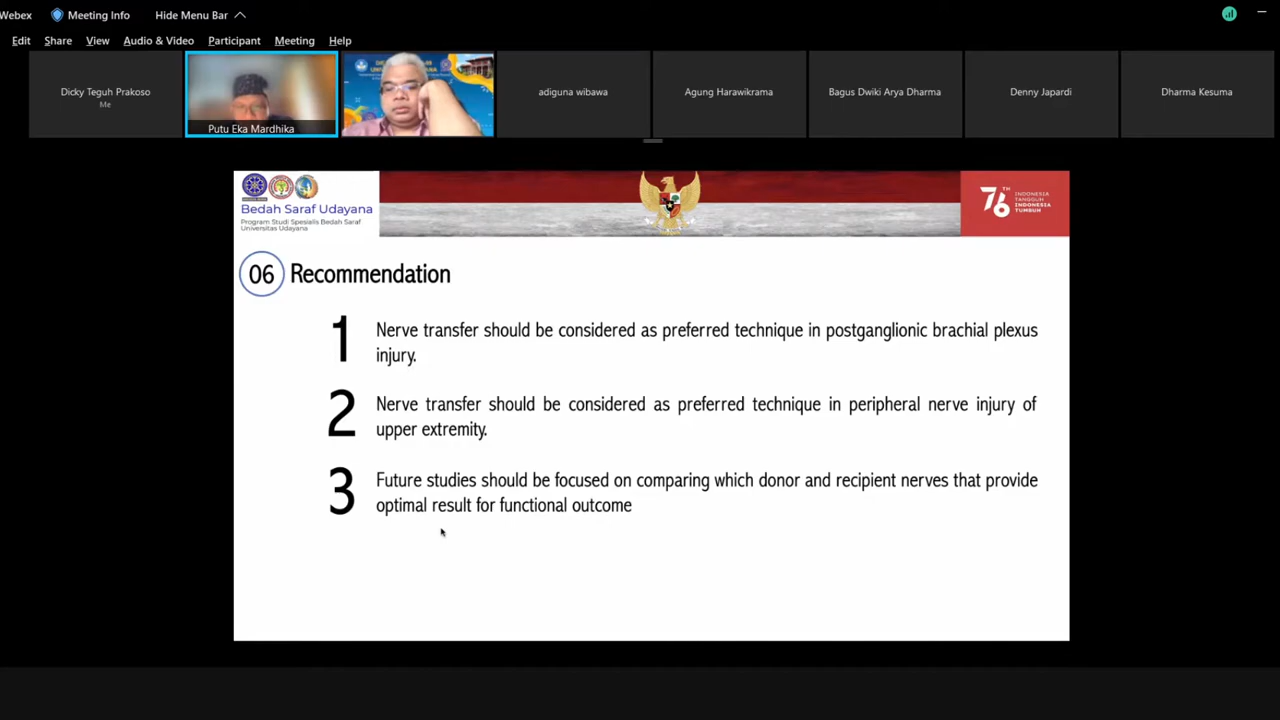 Webex Meeting Info Hide Menu Bar
Edit Share View Audio & Video Participant Meeting Help
Dicky Teguh Prakoso
Me
Putu Eka Mardhika
adiguna wibawa
Agung Harawikrama
Bagus Dwiki Arya Dharma
Denny Japardi
Dharma Kesuma
Bedah Saraf Udayana
Program Studi Spesialis Bedah Saraf
Universitas Udayana
76TH
INDONESIA
TANGGUH
INDONESIA
TUMBUH
06 Recommendation
1 Nerve transfer should be considered as preferred technique in postganglionic brachial plexus
injury.
2 Nerve transfer should be considered as preferred technique in peripheral nerve injury of
upper extremity.
3 Future studies should be focused on comparing which donor and recipient nerves that provide
optimal result for functional outcome